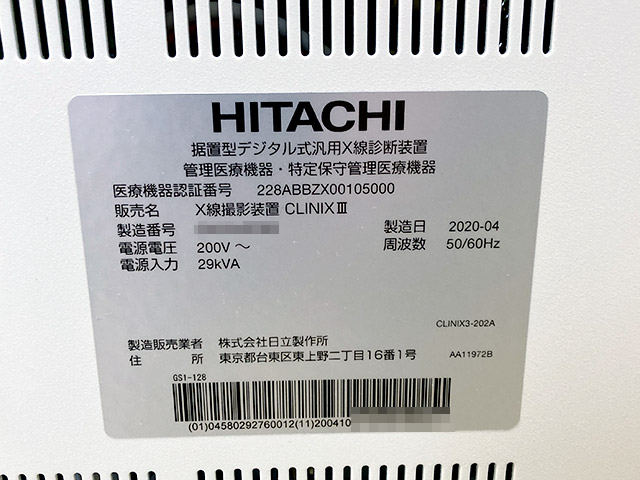 HITACHI
据置型デジタル式汎用X線診断装置
管理医療機器・特定保守管理医療機器
医療機器認証番号 228ABBZX00105000
販売名 X線撮影装置 CLINIXⅢ
製造番号 製造日 2020-04
電源電圧 200V～ 周波数 50/60Hz
電源入力 29kVA
CLINIX3-202A
製造販売業者 株式会社日立製作所
住所 東京都台東区東上野二丁目16番1号 AA11972B
GS1-128
(01)04580292760012(11)200410